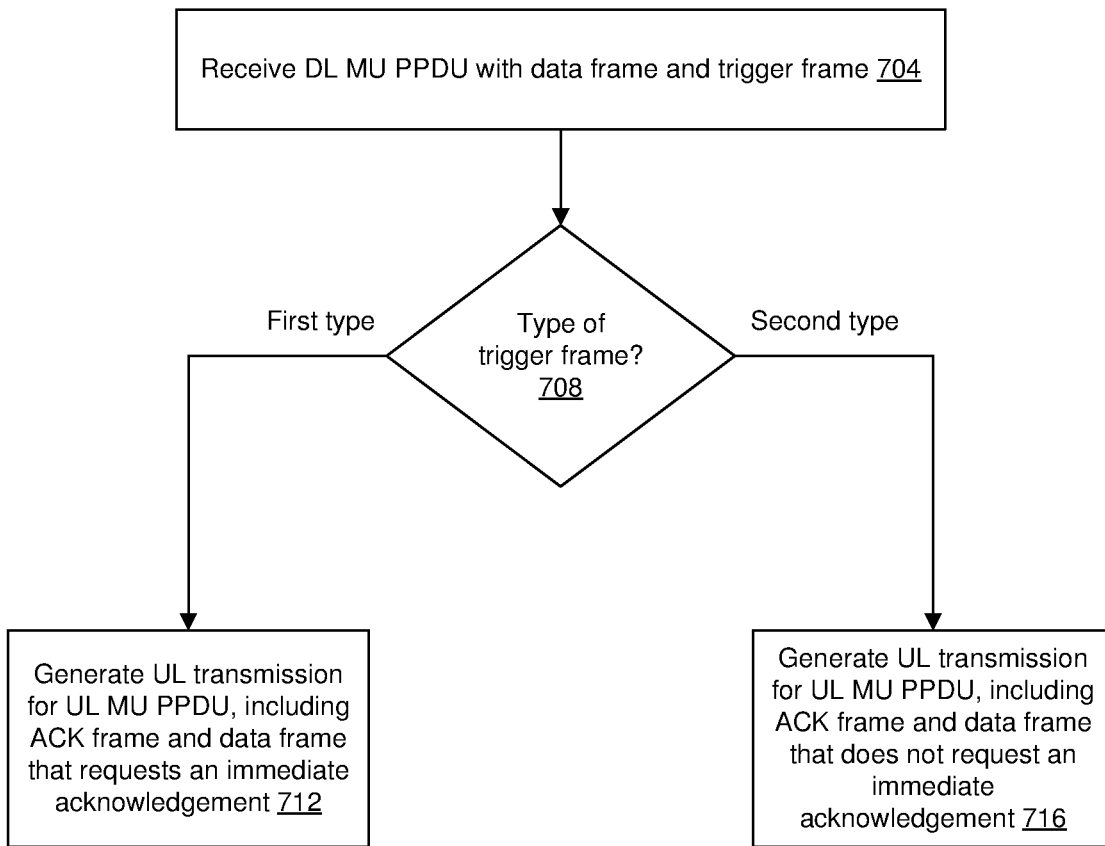 Receive DL MU PPDU with data frame and trigger frame 704
First type
Type of
trigger frame?
708
Second type
Generate UL transmission
for UL MU PPDU, including
ACK frame and data frame
that requests an immediate
acknowledgement 712
Generate UL transmission
for UL MU PPDU, including
ACK frame and data frame
that does not request an
immediate
acknowledgement 716